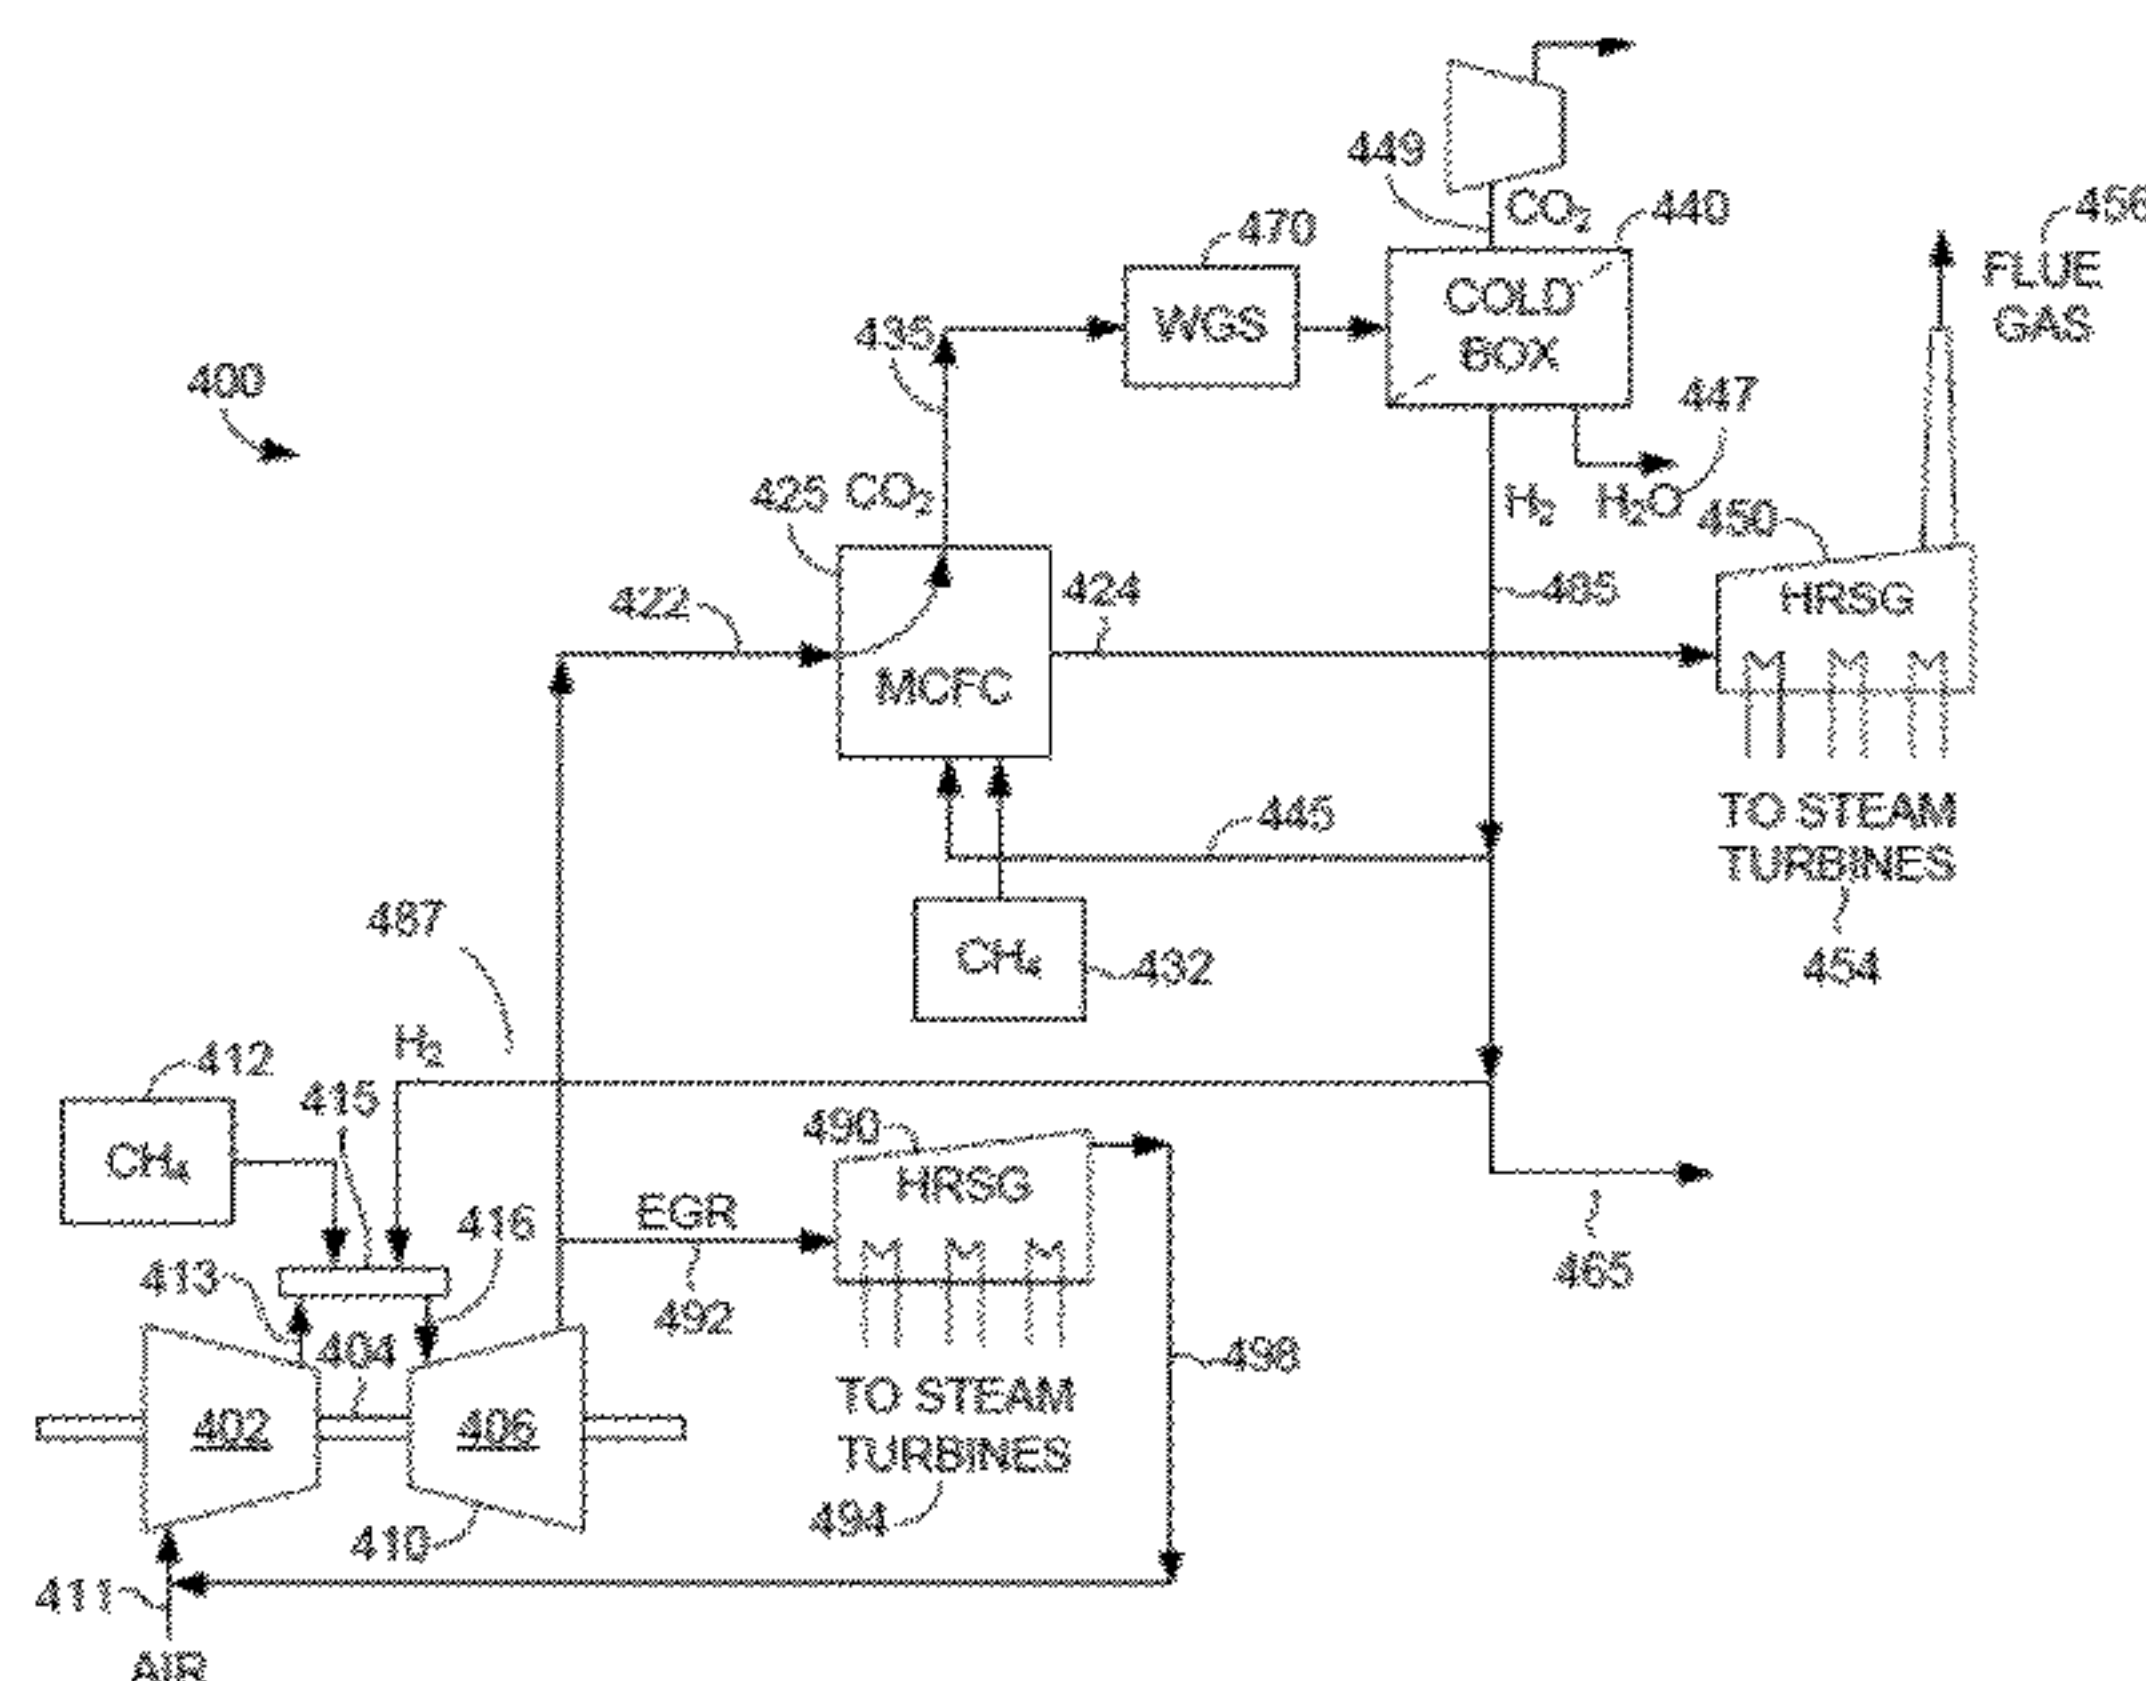 449
CO₂
440
456
FLUE
GAS
470
COLD
BOX
WGS
435
447
400
425 CO₂
H₂
H₂O
450
422
424
485
HRSG
MCFC
445
TO STEAM
TURBINES
487
CH₄
432
454
412
H₂
415
490
CH₄
HRSG
416
EGR
413
465
492
404
498
TO STEAM
402
406
TURBINES
494
410
411
AIR